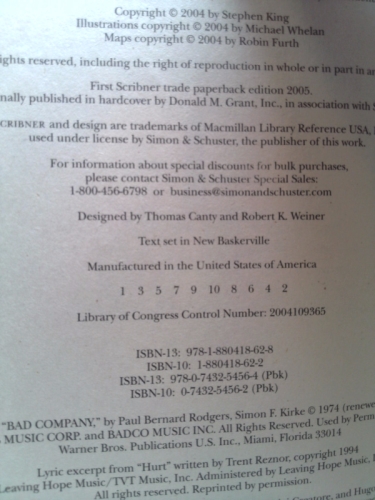 Copyright © 2004 by Stephen King
Illustrations copyright © 2004 by Michael Whelan
Maps copyright © 2004 by Robin Furth
ights reserved, including the right of reproduction in whole or in part in an
First Scribner trade paperback edition 2005.
nally published in hardcover by Donald M. Grant, Inc., in association with S
CRIBNER and design are trademarks of Macmillan Library Reference USA, I
used under license by Simon & Schuster, the publisher of this work.
For information about special discounts for bulk purchases,
please contact Simon & Schuster Special Sales:
1-800-456-6798 or business@simonandschuster.com
Designed by Thomas Canty and Robert K. Weiner
Text set in New Baskerville
Manufactured in the United States of America
1 3 5 7 9 10 8 6 4 2
Library of Congress Control Number: 2004109365
ISBN-13: 978-1-880418-62-8
ISBN-10: 1-880418-62-2
ISBN-13: 978-0-7432-5456-4 (Pbk)
ISBN-10: 0-7432-5456-2 (Pbk)
"BAD COMPANY," by Paul Bernard Rodgers, Simon F. Kirke © 1974 (renewe
MUSIC CORP. and BADCO MUSIC INC. All Rights Reserved. Used by Perm
Warner Bros. Publications U.S. Inc., Miami, Florida 33014
Lyric excerpt from "Hurt" written by Trent Reznor, copyright 1994
Leaving Hope Music/TVT Music, Inc. Administered by Leaving Hope Music, I
All rights reserved. Reprinted by permission.
and Hug